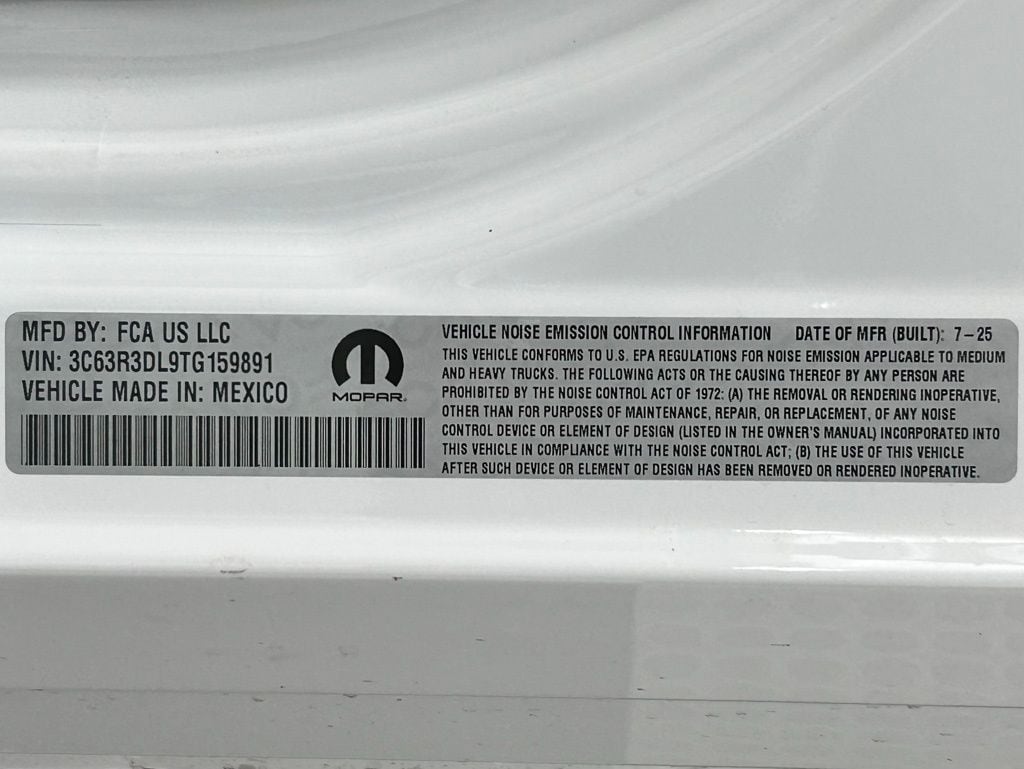 MFD BY: FCA US LLC
VIN: 3C63R3DL9TG159891
VEHICLE MADE IN: MEXICO
MOPAR®
VEHICLE NOISE EMISSION CONTROL INFORMATION DATE OF MFR (BUILT): 7-25
THIS VEHICLE CONFORMS TO U.S. EPA REGULATIONS FOR NOISE EMISSION APPLICABLE TO MEDIUM
AND HEAVY TRUCKS. THE FOLLOWING ACTS OR THE CAUSING THEREOF BY ANY PERSON ARE
PROHIBITED BY THE NOISE CONTROL ACT OF 1972: (A) THE REMOVAL OR RENDERING INOPERATIVE,
OTHER THAN FOR PURPOSES OF MAINTENANCE, REPAIR, OR REPLACEMENT, OF ANY NOISE
CONTROL DEVICE OR ELEMENT OF DESIGN (LISTED IN THE OWNER'S MANUAL) INCORPORATED INTO
THIS VEHICLE IN COMPLIANCE WITH THE NOISE CONTROL ACT; (B) THE USE OF THIS VEHICLE
AFTER SUCH DEVICE OR ELEMENT OF DESIGN HAS BEEN REMOVED OR RENDERED INOPERATIVE.